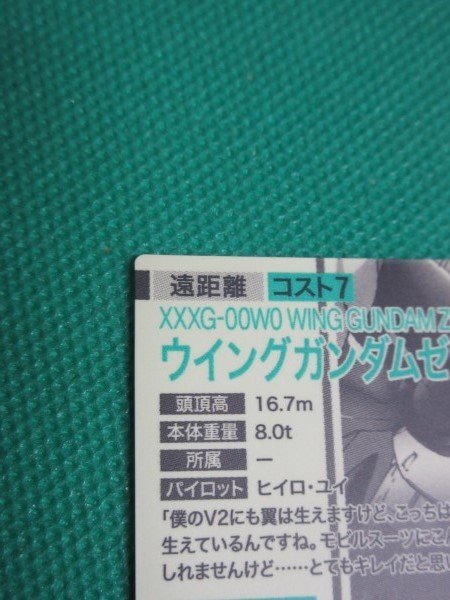 遠距離 コスト7
XXXG-00W0 WING GUNDAM Z
ウイングガンダムゼ
頭頂高 16.7m
本体重量 8.0t
所属 ー
パイロット ヒイロ・ユイ
「僕のV2にも翼は生えますけど、こっちは
生えているんですね。モビルスーツにこん
しれませんけど……とてもキレイだと思い